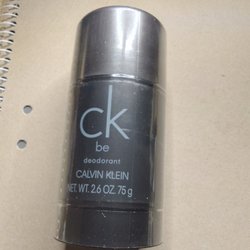 ck
be
deodorant
CALVIN KLEIN
NET. WT. 2.6 OZ. 75 g